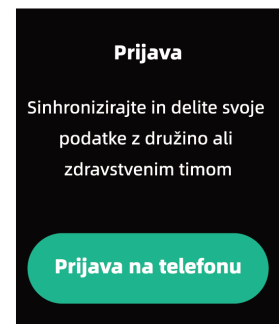 Prijava
Sinhronizirajte in delite svoje
podatke z družino ali
zdravstvenim timom
Prijava na telefonu